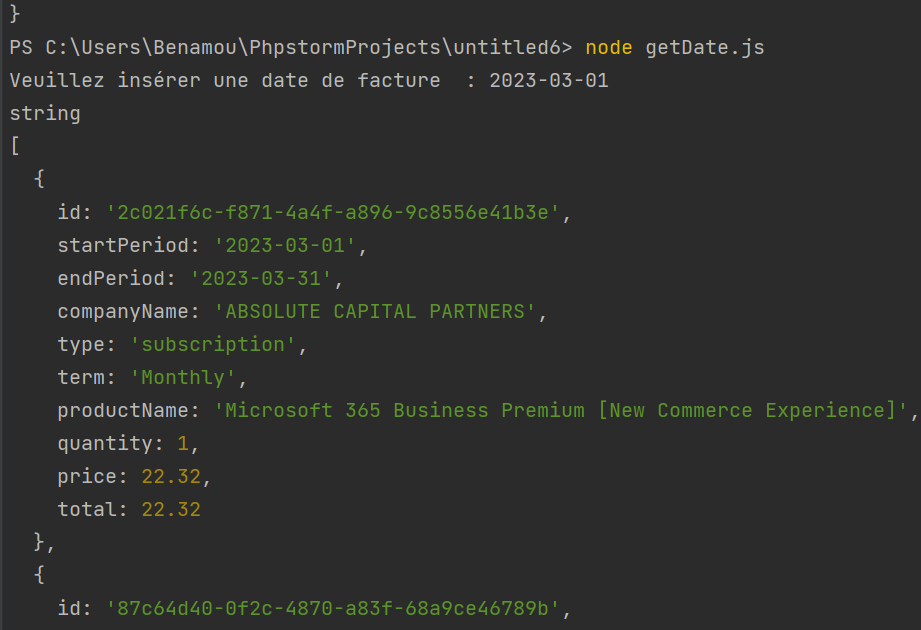 }
PS C:\Users\Benamou\PhpstormProjects\untitled6> node getDate.js
Veuillez insérer une date de facture  : 2023-03-01
string
[
  {
    id: '2c021f6c-f871-4a4f-a896-9c8556e41b3e',
    startPeriod: '2023-03-01',
    endPeriod: '2023-03-31',
    companyName: 'ABSOLUTE CAPITAL PARTNERS',
    type: 'subscription',
    term: 'Monthly',
    productName: 'Microsoft 365 Business Premium [New Commerce Experience]',
    quantity: 1,
    price: 22.32,
    total: 22.32
  },
  {
    id: '87c64d40-0f2c-4870-a83f-68a9ce46789b',